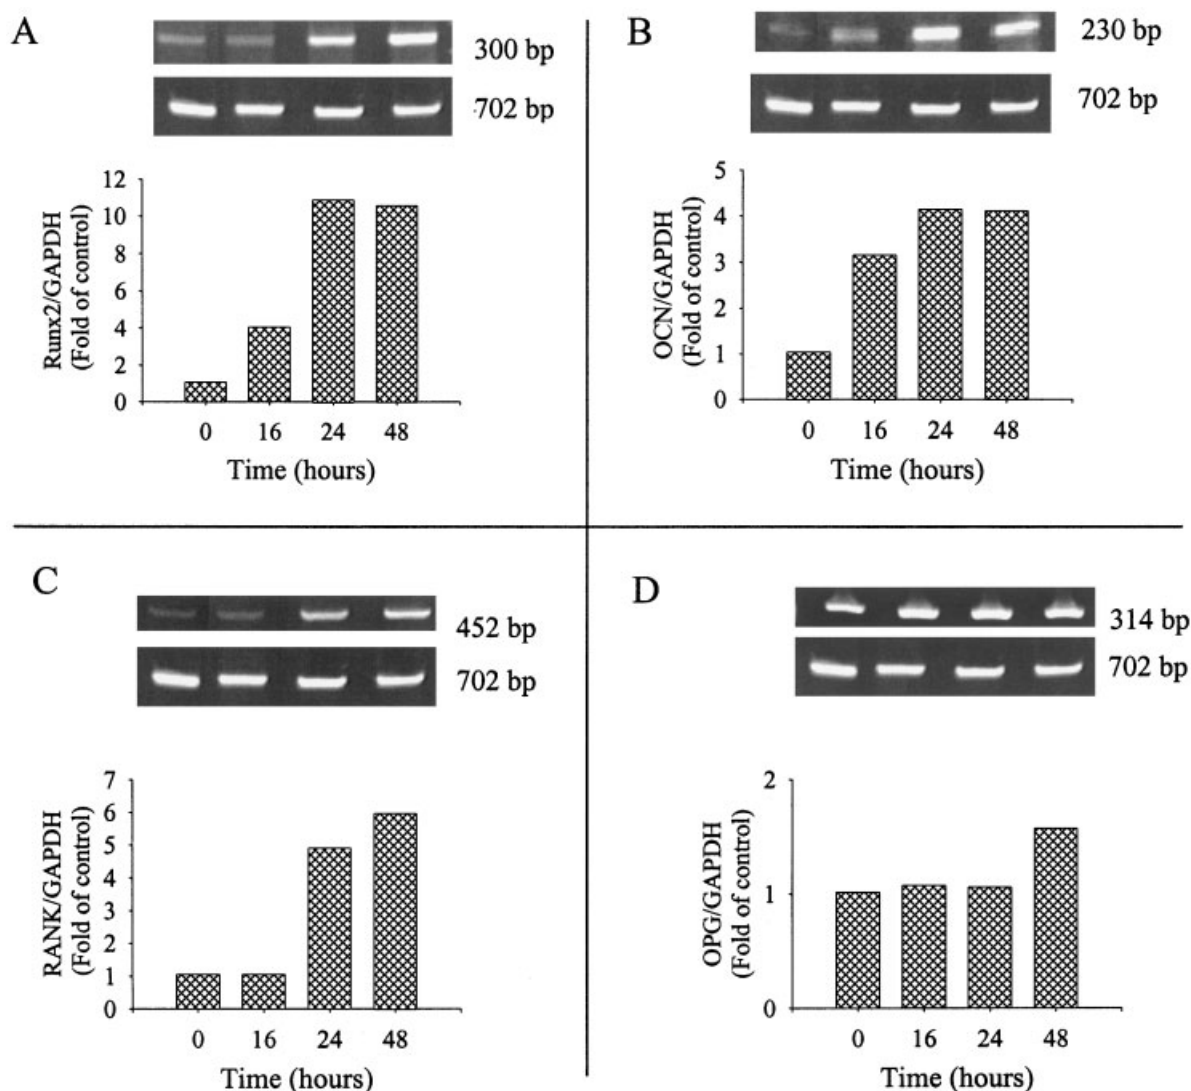 A
300 bp
702 bp
Runx2/GAPDH
(Fold of control)
12
10
8
6
4
2
0
0 16 24 48
Time (hours)
B
230 bp
702 bp
OCN/GAPDH
(Fold of control)
5
4
3
2
1
0
0 16 24 48
Time (hours)
C
452 bp
702 bp
RANK/GAPDH
(Fold of control)
7
6
5
4
3
2
1
0
0 16 24 48
Time (hours)
D
314 bp
702 bp
OPG/GAPDH
(Fold of control)
2
1
0
0 16 24 48
Time (hours)